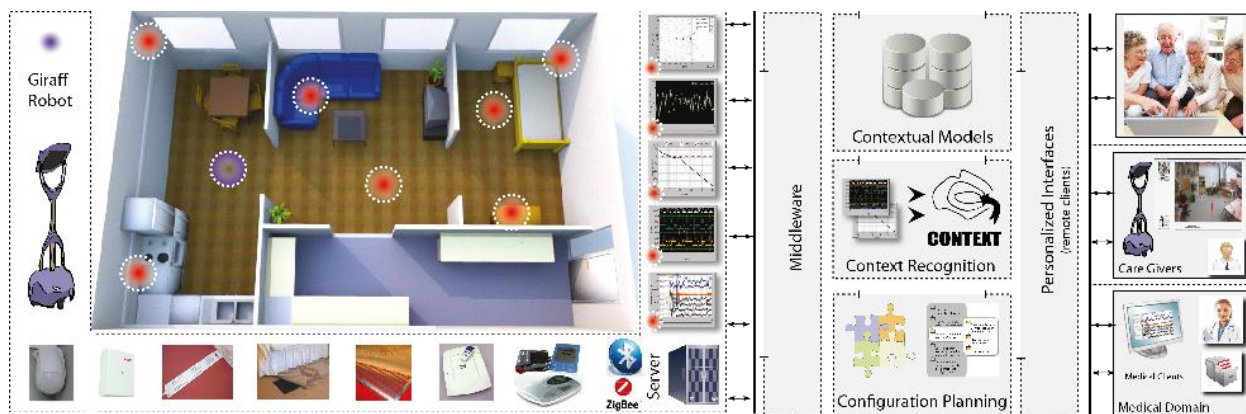 Giraff
Robot
ZigBee
Server
Middleware
Contextual Models
CONTEXT
Context Recognition
Configuration Planning
Personalized Interfaces
(remote clients)
Care Givers
Medical Clients
Medical Domain